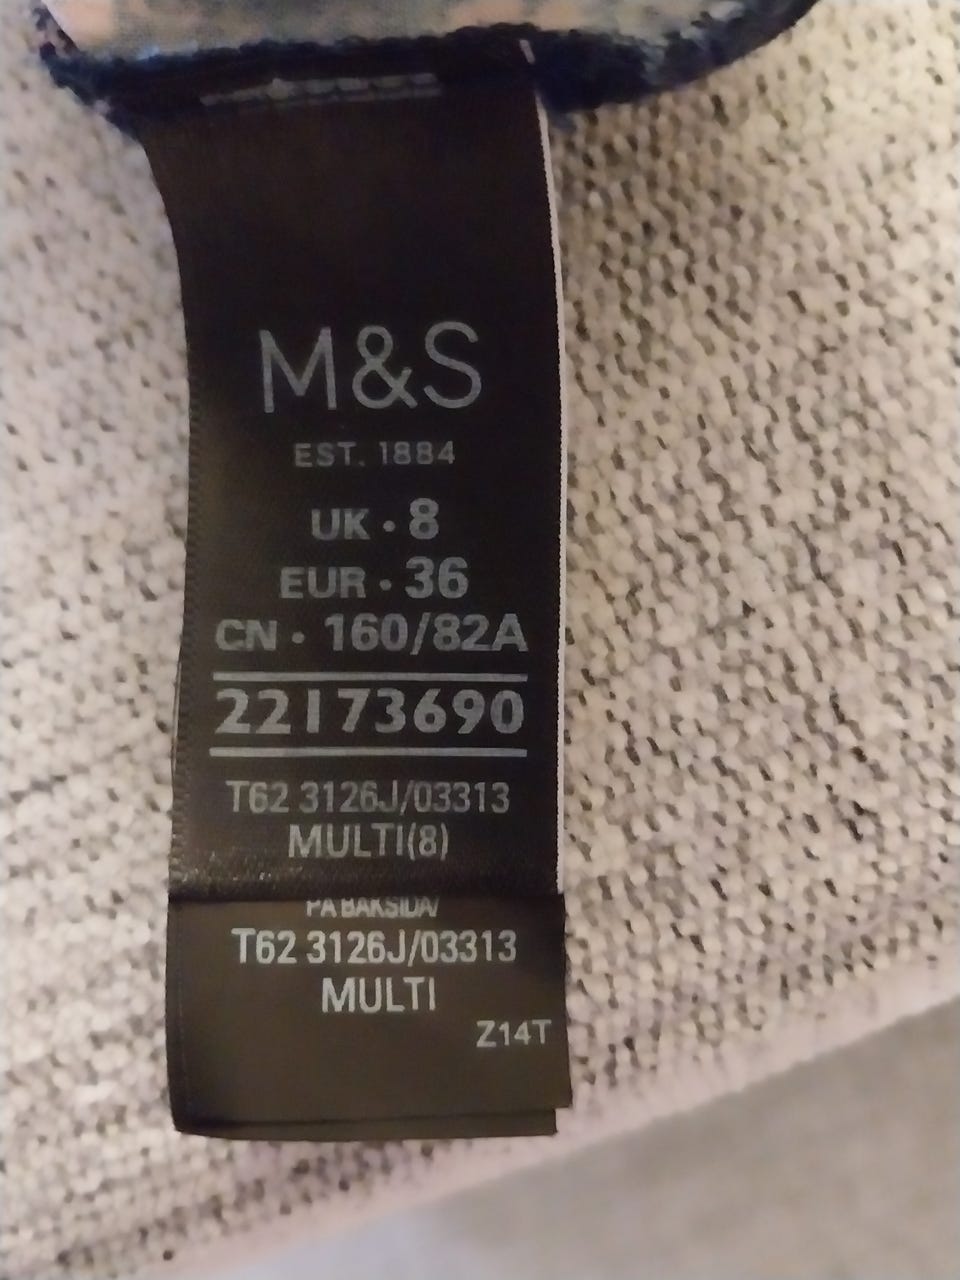 M&S
EST. 1884
UK · 8
EUR · 36
CN · 160/82A
22173690
T62 3126J/03313
MULTI(8)
PA BAKSIDA/
T62 3126J/03313
MULTI
Z14T